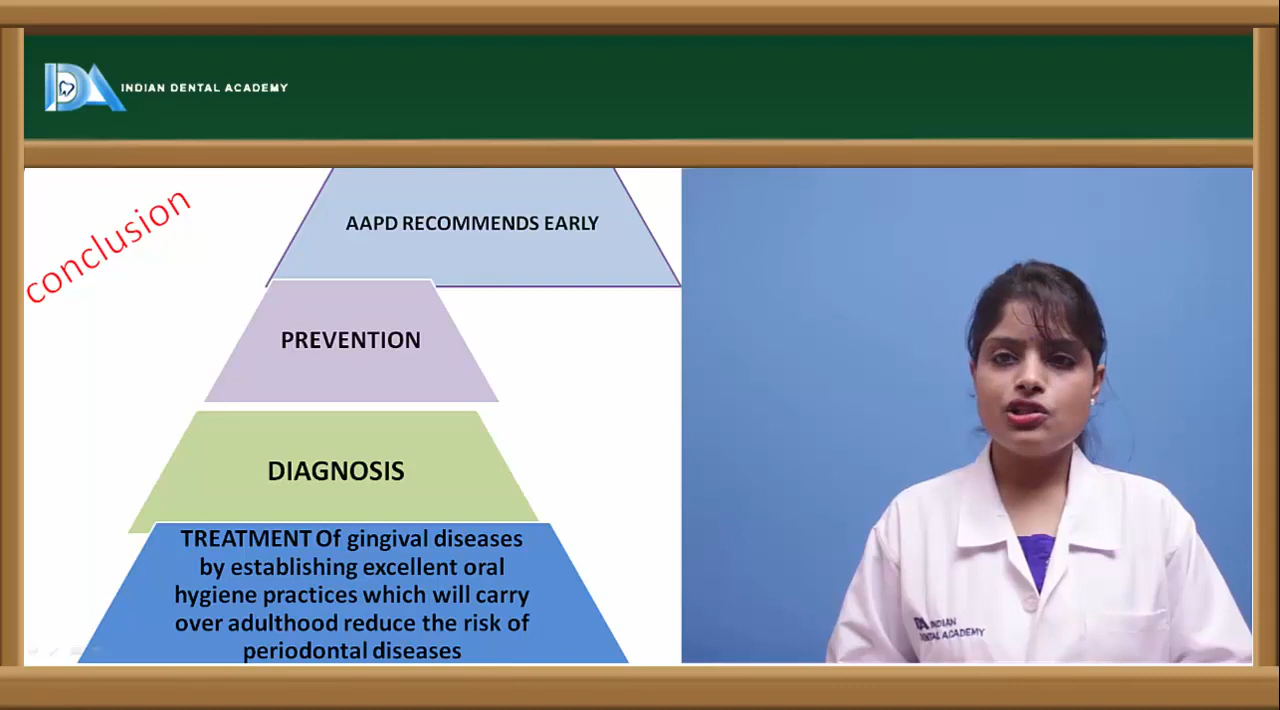 INDIAN DENTAL ACADEMY
conclusion
AAPD RECOMMENDS EARLY
PREVENTION
DIAGNOSIS
TREATMENT Of gingival diseases
by establishing excellent oral
hygiene practices which will carry
over adulthood reduce the risk of
periodontal diseases
INDIAN
DENTAL ACADEMY